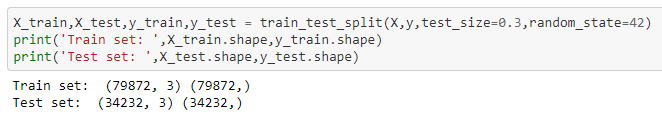 X_train,X_test,y_train,y_test = train_test_split(X,y,test_size=0.3,random_state=42)
print('Train set: ',X_train.shape,y_train.shape)
print('Test set: ',X_test.shape,y_test.shape)
Train set:  (79872, 3) (79872,)
Test set:  (34232, 3) (34232,)